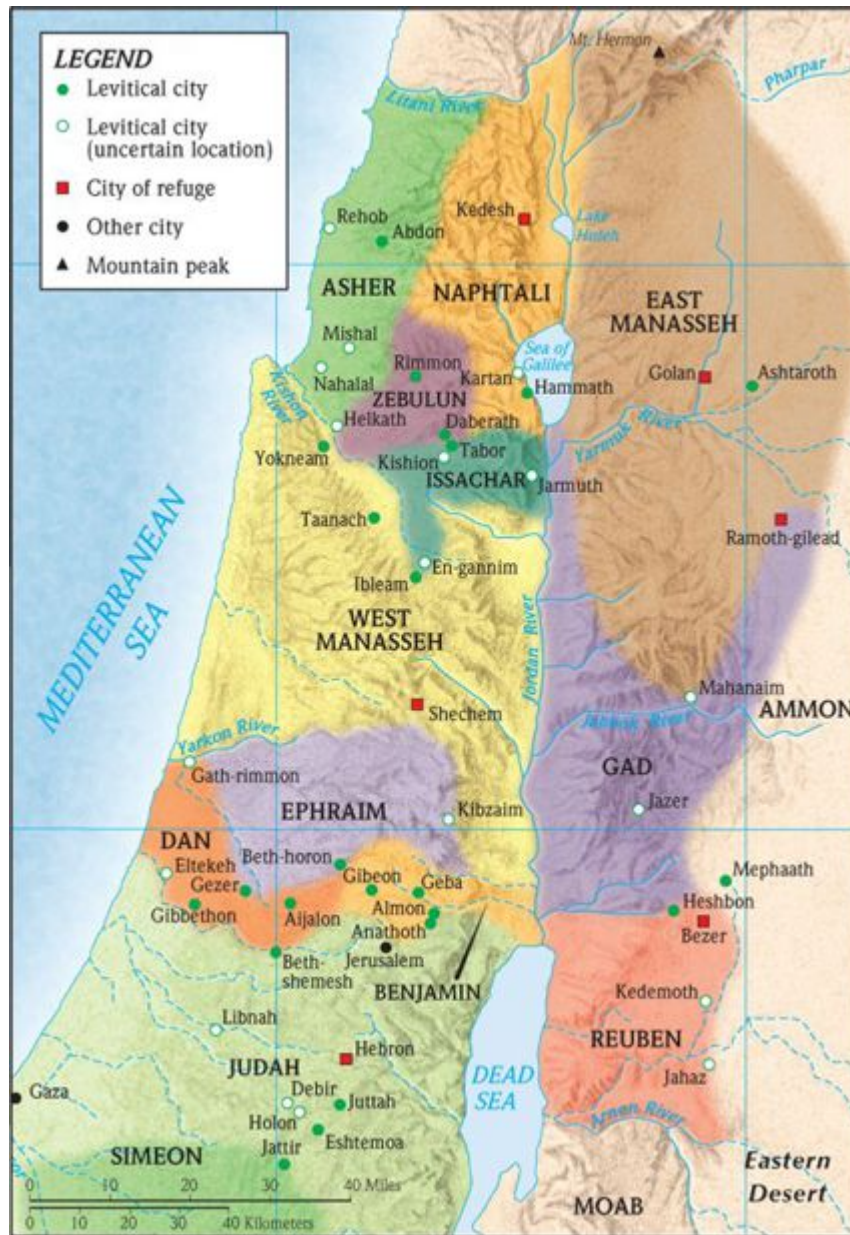 LEGEND
Levitical city
Levitical city
(uncertain location)
City of refuge
Other city
Mountain peak
Mt. Hermon
Pharpar
Litani River
Rehob
Abdon
Kedesh
Lake
Huleh
ASHER
NAPHTALI
EAST
MANASSEH
Mishal
Nahalal
Rimmon
Kartan
Sea of
Galilee
Hammath
Golan
Ashtaroth
Kishon
River
ZEBULUN
Helkath
Daberath
Yarmuk River
Yokneam
Tabor
Kishion
ISSACHAR
Jarmuth
Taanach
Ramoth-gilead
En-gannim
Ibleam
MEDITERRANEAN
SEA
WEST
MANASSEH
Jordan River
Mahanaim
AMMON
Shechem
Jabbok River
Yarkon River
Gath-rimmon
GAD
EPHRAIM
Kibzaim
Jazer
DAN
Eltekeh
Beth-horon
Gibeon
Geba
Mephaath
Gezer
Gibbethon
Aijalon
Almon
Anathoth
Heshbon
Bezer
Beth-
shemesh
Jerusalem
BENJAMIN
Kedemoth
Libnah
Hebron
JUDAH
REUBEN
Jahaz
Gaza
Debir
Juttah
DEAD
SEA
Holon
Eshtemoa
Arnon River
SIMEON
Jattir
Eastern
Desert
MOAB
0 30 40 Miles
0 10 20 30 40 Kilometers